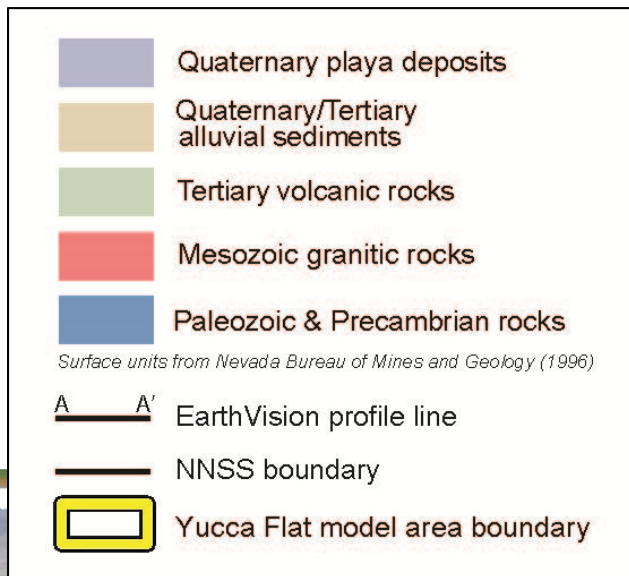 Quaternary playa deposits
Quaternary/Tertiary
alluvial sediments
Tertiary volcanic rocks
Mesozoic granitic rocks
Paleozoic & Precambrian rocks
Surface units from Nevada Bureau of Mines and Geology (1996)
A A′ EarthVision profile line
NNSS boundary
Yucca Flat model area boundary